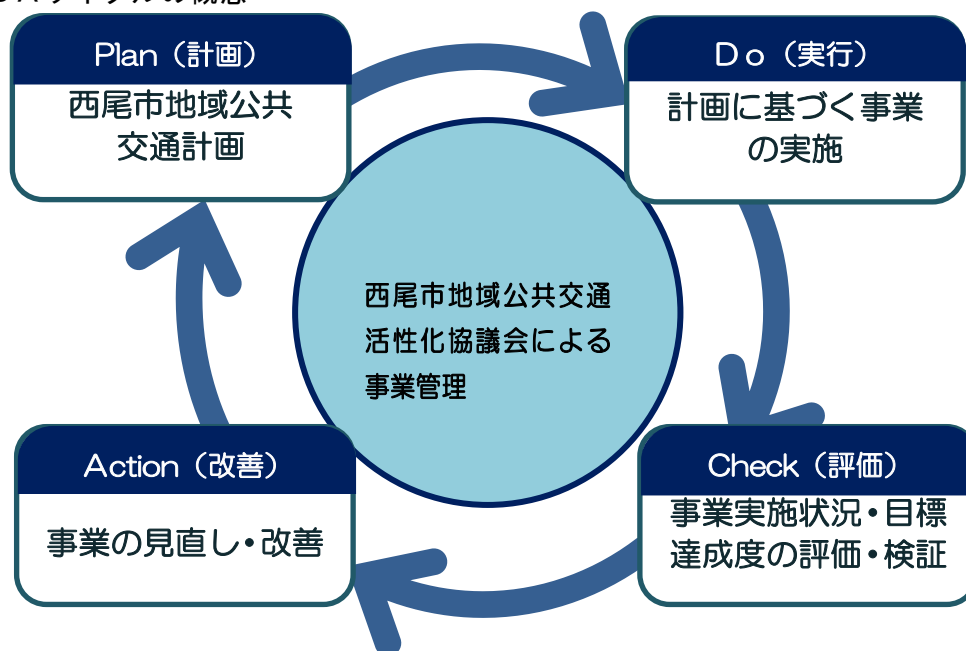 Plan（計画）
西尾市地域公共
交通計画
Ｄｏ（実行）
計画に基づく事業
の実施
西尾市地域公共交通
活性化協議会による
事業管理
Action（改善）
事業の見直し・改善
Check（評価）
事業実施状況・目標
達成度の評価・検証